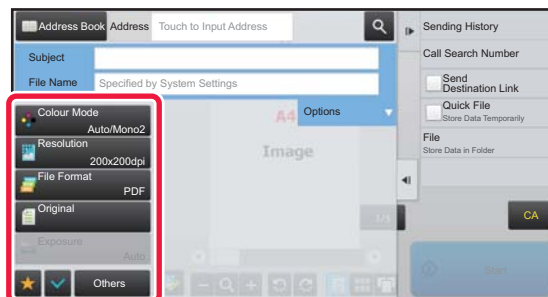 Address Book
Address
Touch to Input Address
Subject
File Name
Specified by System Settings
Options
Colour Mode
Auto/Mono2
Resolution
200x200dpi
File Format
PDF
Original
Exposure
Auto
Others
A4
Image
1/1
Sending History
Call Search Number
Send
Destination Link
Quick File
Store Data Temporarily
File
Store Data in Folder
CA
Start